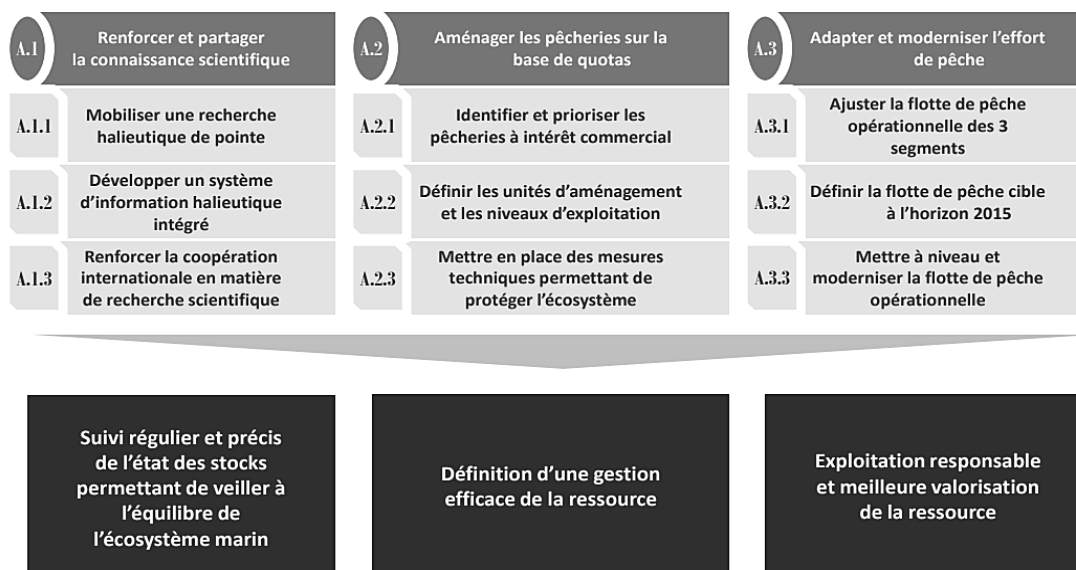 A.1
Renforcer et partager
la connaissance scientifique
A.1.1
Mobiliser une recherche
halieutique de pointe
A.1.2
Développer un système
d’information halieutique
intégré
A.1.3
Renforcer la coopération
internationale en matière
de recherche scientifique
A.2
Aménager les pêcheries sur la
base de quotas
A.2.1
Identifier et prioriser les
pêcheries à intérêt commercial
A.2.2
Définir les unités d’aménagement
et les niveaux d’exploitation
A.2.3
Mettre en place des mesures
techniques permettant de
protéger l’écosystème
A.3
Adapter et moderniser l’effort
de pêche
A.3.1
Ajuster la flotte de pêche
opérationnelle des 3
segments
A.3.2
Définir la flotte de pêche cible
à l’horizon 2015
A.3.3
Mettre à niveau et
moderniser la flotte de pêche
opérationnelle
Suivi régulier et précis
de l’état des stocks
permettant de veiller à
l’équilibre de
l’écosystème marin
Définition d’une gestion
efficace de la ressource
Exploitation responsable
et meilleure valorisation
de la ressource